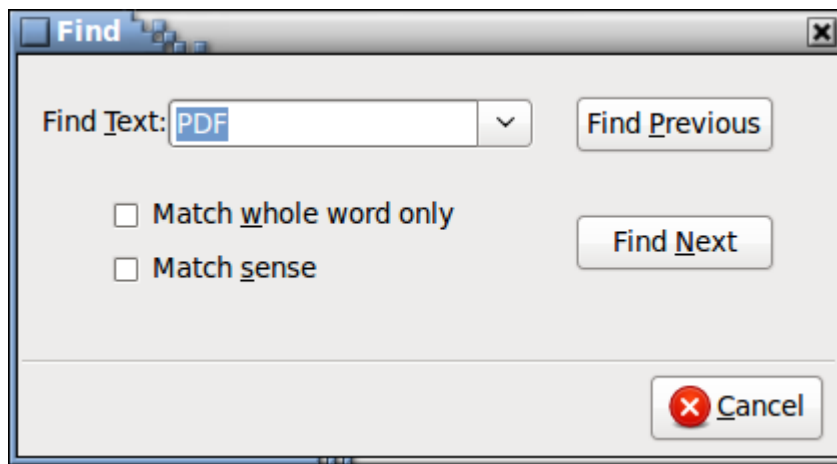 Find
Find Text: PDF
Find Previous
Match whole word only
Find Next
Match sense
Cancel